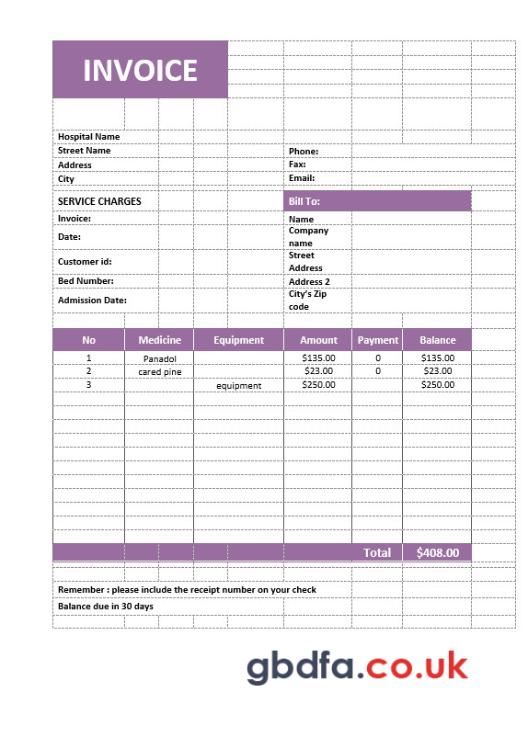 INVOICE
Hospital Name
Street Name Phone:
Address Fax:
City Email:
SERVICE CHARGES Bill To:
Invoice: Name
Date: Company name
Customer id: Street Address
Bed Number: Address 2
Admission Date: City's Zip code
No Medicine Equipment Amount Payment Balance
1 Panadol $135.00 0 $135.00
2 cared pine $23.00 0 $23.00
3 equipment $250.00 $250.00
Total $408.00
Remember : please include the receipt number on your check
Balance due in 30 days
gbdfa.co.uk